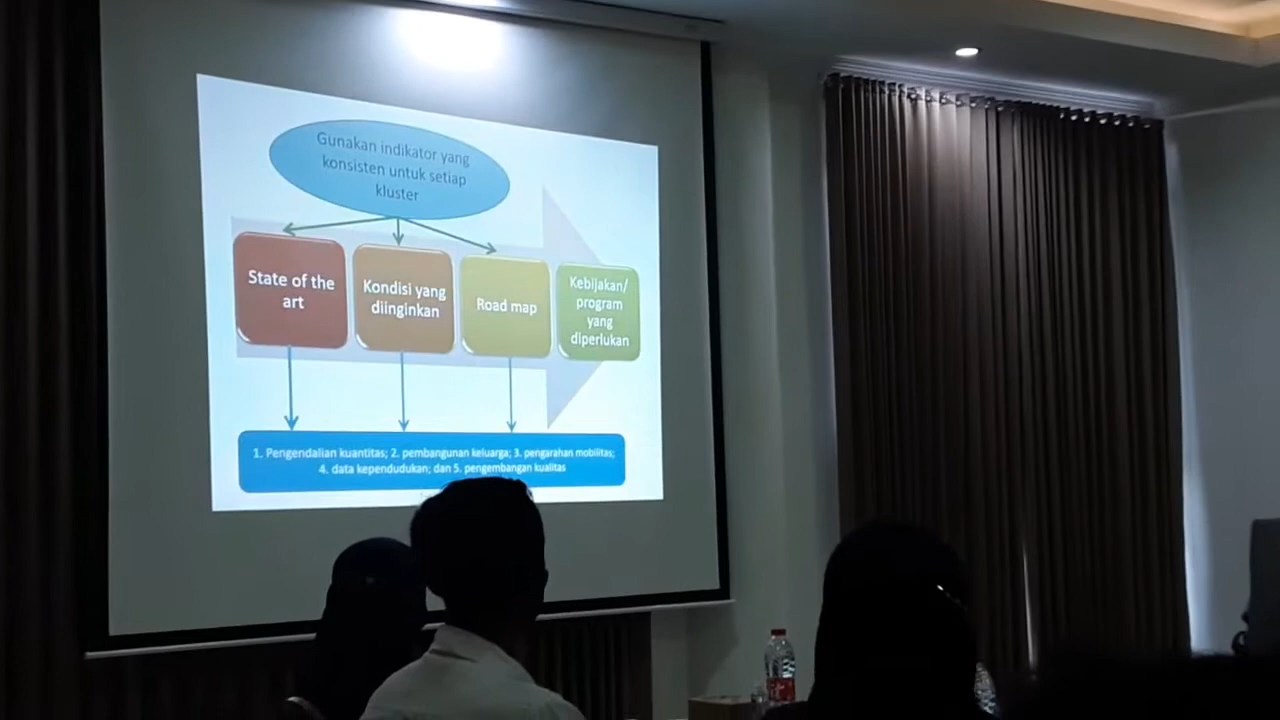 Gunakan indikator yang
konsisten untuk setiap
kluster
State of the
art
Kondisi yang
diinginkan
Road map
Kebijakan/
program
yang
diperlukan
1. Pengendalian kuantitas; 2. pembangunan keluarga; 3. pengarahan mobilitas;
4. data kependudukan; dan 5. pengembangan kualitas